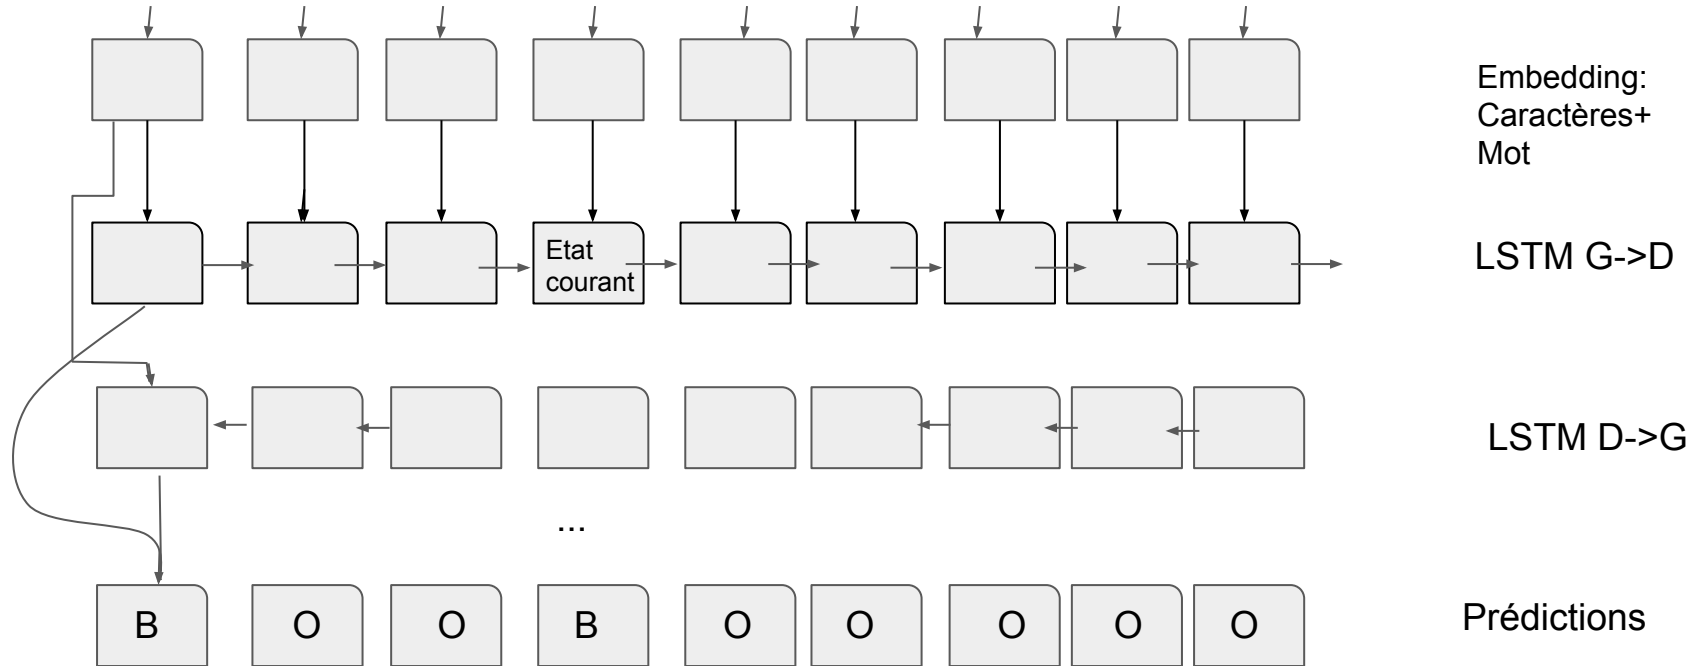 Embedding:
Caractères+
Mot
Etat
courant
LSTM G->D
LSTM D->G
...
B O O B O O O O O
Prédictions